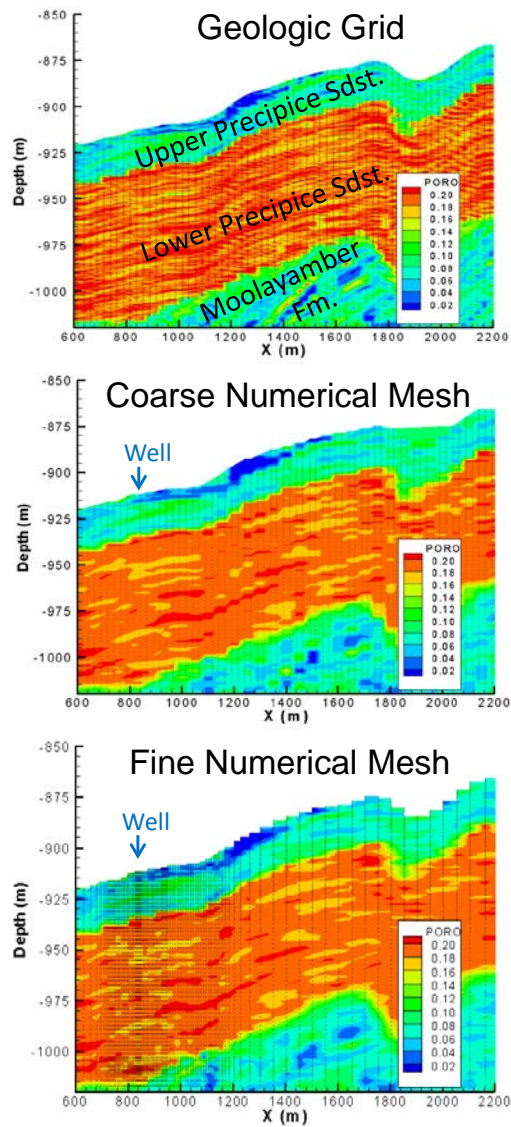 Geologic Grid
-850
-875
-900
-925
-950
-975
-1000
Depth (m)
Upper Precipice Sdst.
Lower Precipice Sdst.
Moolayamber
Fm.
PORO
0.20
0.18
0.16
0.14
0.12
0.10
0.08
0.06
0.04
0.02
600 800 1000 1200 1400 1600 1800 2000 2200
X (m)
Coarse Numerical Mesh
Well
-850
-875
-900
-925
-950
-975
-1000
Depth (m)
PORO
0.20
0.18
0.16
0.14
0.12
0.10
0.08
0.06
0.04
0.02
600 800 1000 1200 1400 1600 1800 2000 2200
X (m)
Fine Numerical Mesh
Well
-850
-875
-900
-925
-950
-975
-1000
Depth (m)
PORO
0.20
0.18
0.16
0.14
0.12
0.10
0.08
0.06
0.04
0.02
600 800 1000 1200 1400 1600 1800 2000 2200
X (m)